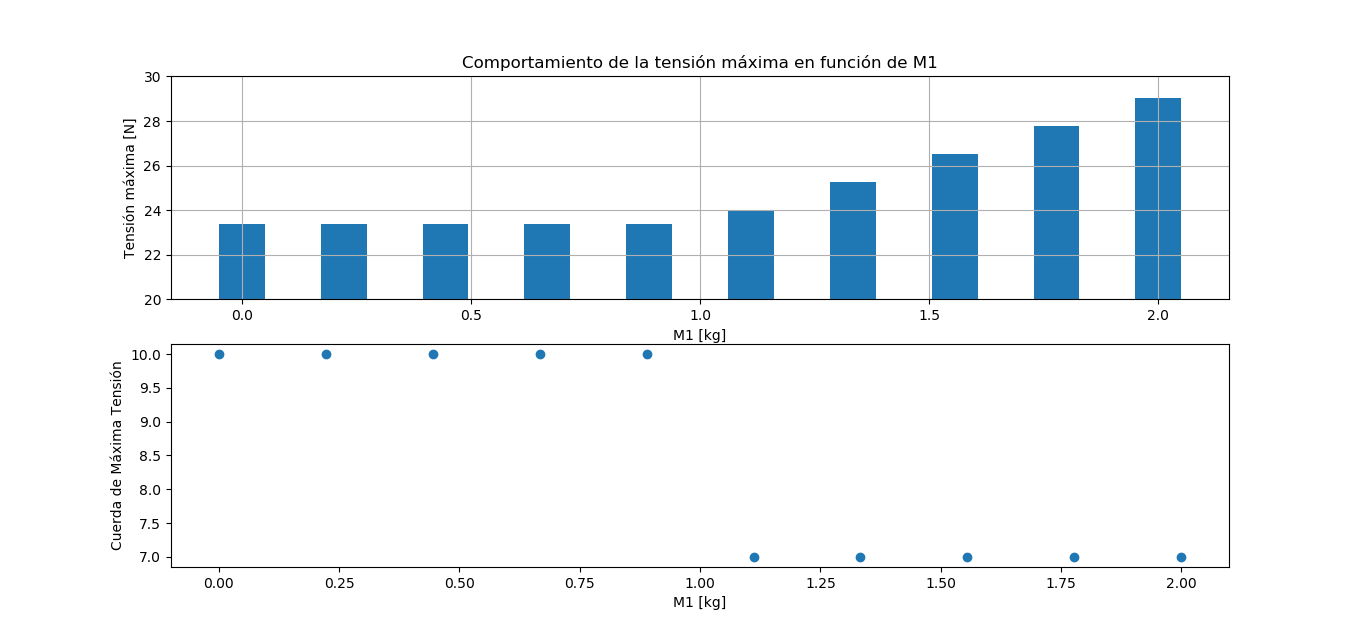 Comportamiento de la tensión máxima en función de M1
30
28
26
24
22
20
Tensión máxima [N]
0.0 0.5 1.0 1.5 2.0
M1 [kg]
10.0
9.5
9.0
8.5
8.0
7.5
7.0
Cuerda de Máxima Tensión
0.00 0.25 0.50 0.75 1.00 1.25 1.50 1.75 2.00
M1 [kg]